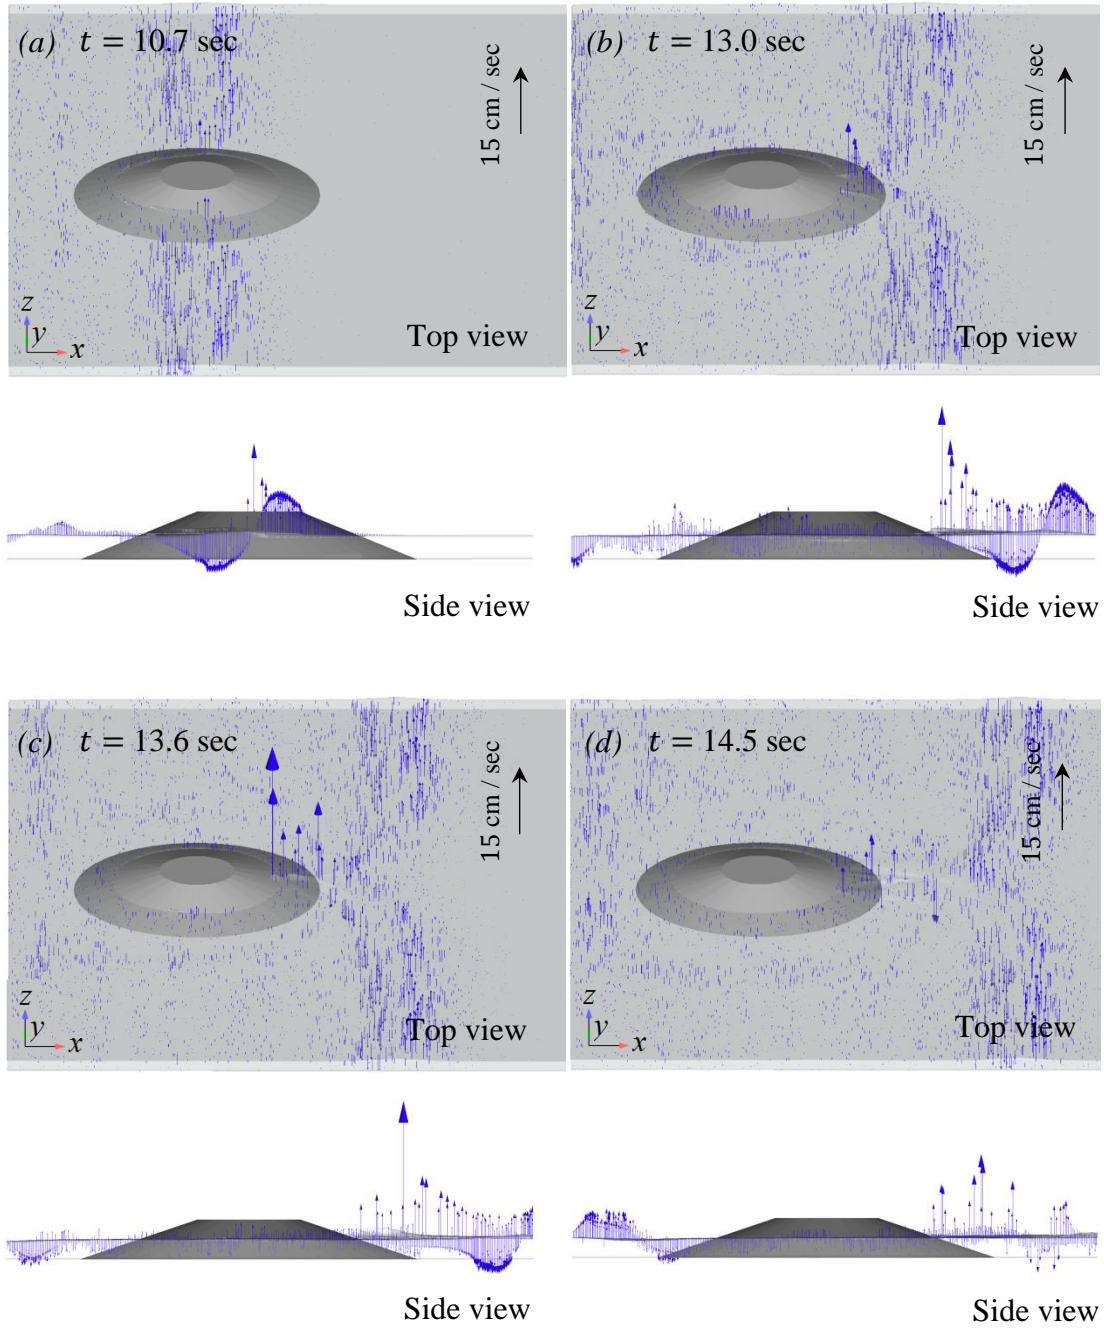 (a) t = 10.7 sec
15 cm / sec
z
y
x
Top view
Side view
(b) t = 13.0 sec
15 cm / sec
z
y
x
Top view
Side view
(c) t = 13.6 sec
15 cm / sec
z
y
x
Top view
Side view
(d) t = 14.5 sec
15 cm / sec
z
y
x
Top view
Side view